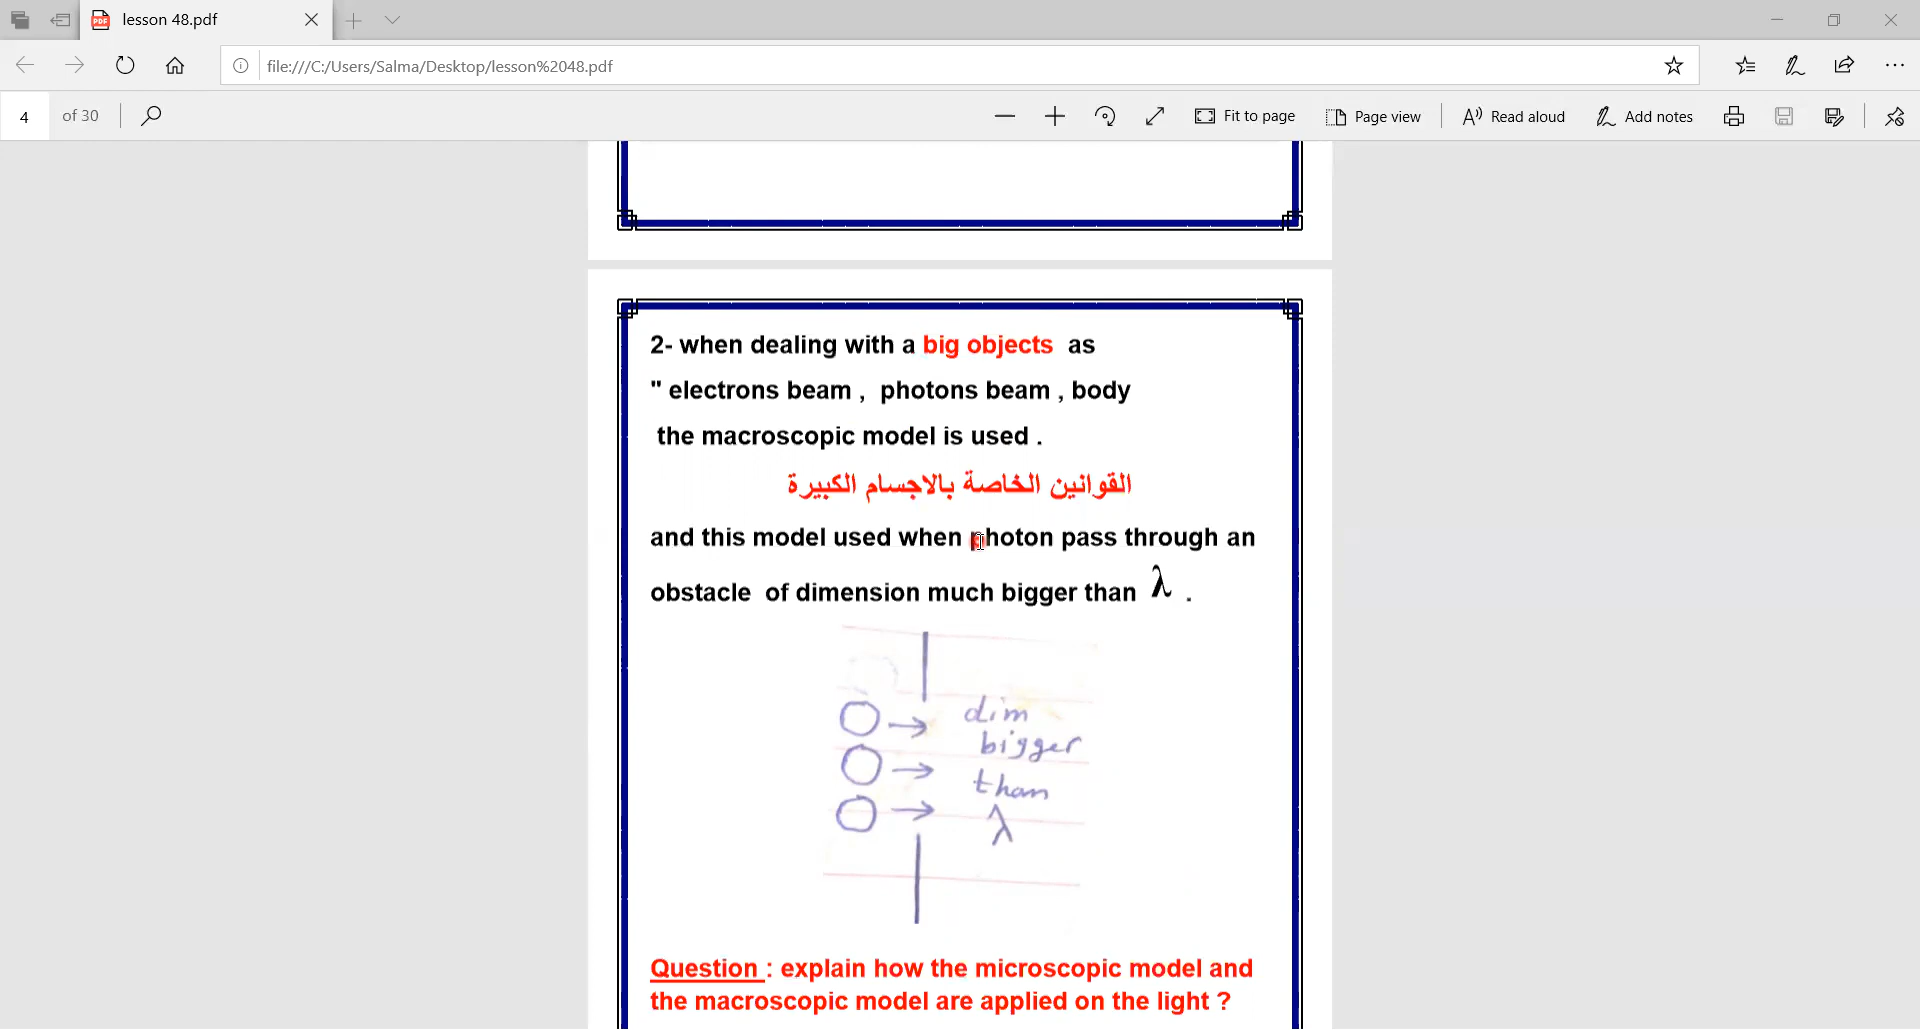 lesson 48.pdf
file:///C:/Users/Salma/Desktop/lesson%2048.pdf
4 of 30 Fit to page Page view Read aloud Add notes
2- when dealing with a big objects as
" electrons beam , photons beam , body
the macroscopic model is used .
القوانين الخاصة بالاجسام الكبيرة
and this model used when photon pass through an
obstacle of dimension much bigger than λ .
dim
bigger
than
λ
Question : explain how the microscopic model and
the macroscopic model are applied on the light ?